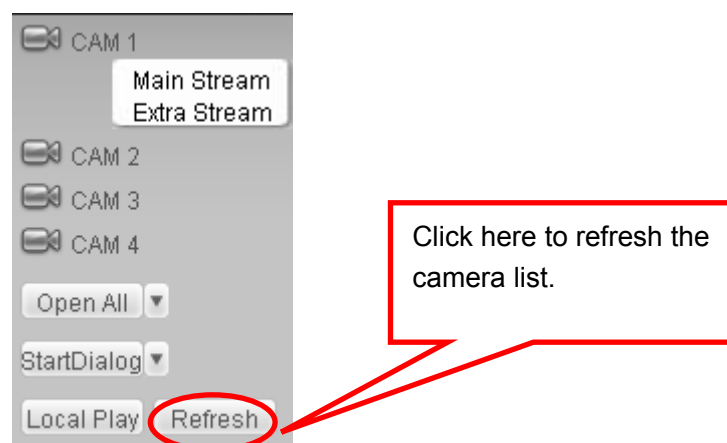 CAM 1
Main Stream
Extra Stream
CAM 2
CAM 3
CAM 4
Open All
StartDialog
Local Play Refresh
Click here to refresh the
camera list.